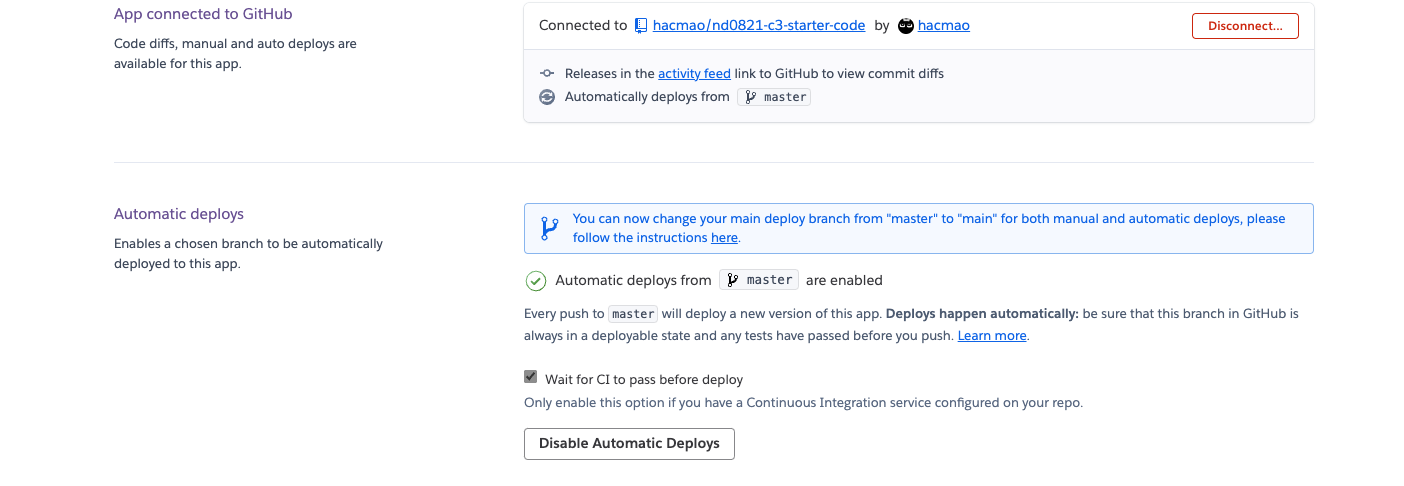 App connected to GitHub
Code diffs, manual and auto deploys are
available for this app.
Connected to hacmao/nd0821-c3-starter-code by hacmao
Disconnect...
Releases in the activity feed link to GitHub to view commit diffs
Automatically deploys from master
Automatic deploys
Enables a chosen branch to be automatically
deployed to this app.
You can now change your main deploy branch from "master" to "main" for both manual and automatic deploys, please
follow the instructions here.
Automatic deploys from master are enabled
Every push to master will deploy a new version of this app. Deploys happen automatically: be sure that this branch in GitHub is
always in a deployable state and any tests have passed before you push. Learn more.
Wait for CI to pass before deploy
Only enable this option if you have a Continuous Integration service configured on your repo.
Disable Automatic Deploys